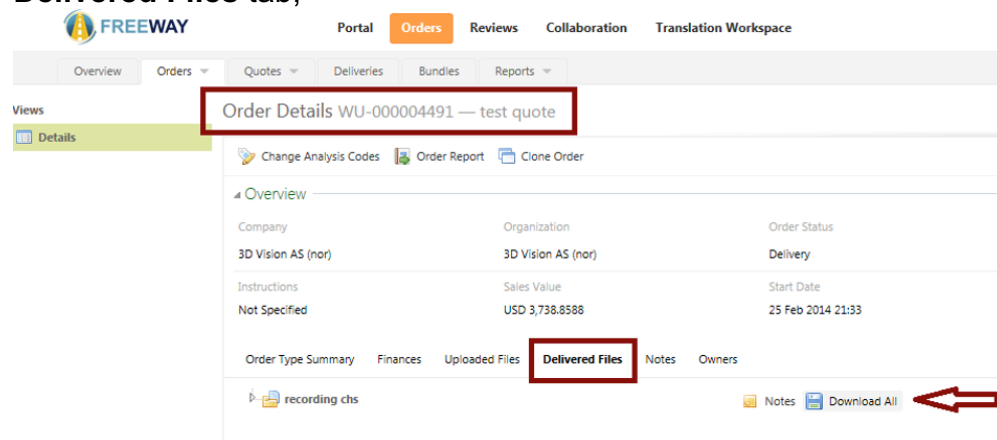 Delivered Files tab,
FREEWAY Portal Orders Reviews Collaboration Translation Workspace
Overview Orders Quotes Deliveries Bundles Reports
Views
Details
Order Details WU-000004491 — test quote
Change Analysis Codes Order Report Clone Order
Overview
Company Organization Order Status
3D Vision AS (nor) 3D Vision AS (nor) Delivery
Instructions Sales Value Start Date
Not Specified USD 3,738.8588 25 Feb 2014 21:33
Order Type Summary Finances Uploaded Files Delivered Files Notes Owners
recording chs Notes Download All